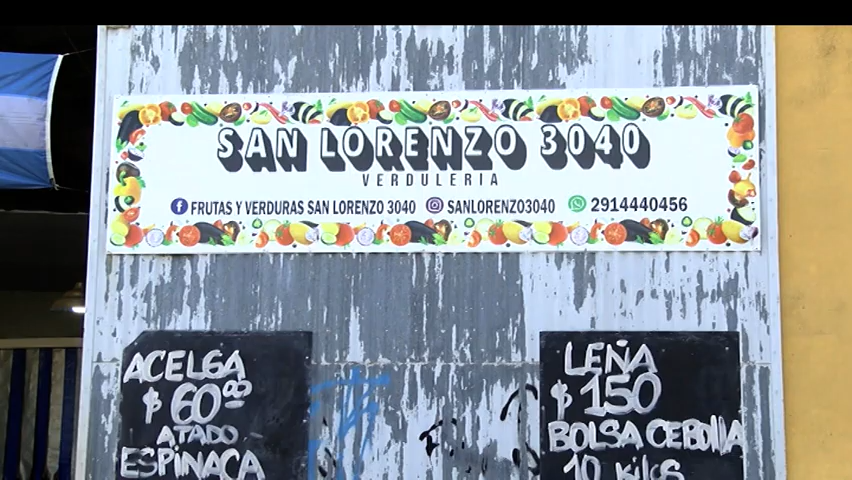 SAN LORENZO 3040
VERDULERIA
FRUTAS Y VERDURAS SAN LORENZO 3040 SANLORENZO3040 2914440456
ACELGA
$60.00
ATADO
ESPINACA
LEÑA
$150
BOLSA CEBOLLA
10 KILOS